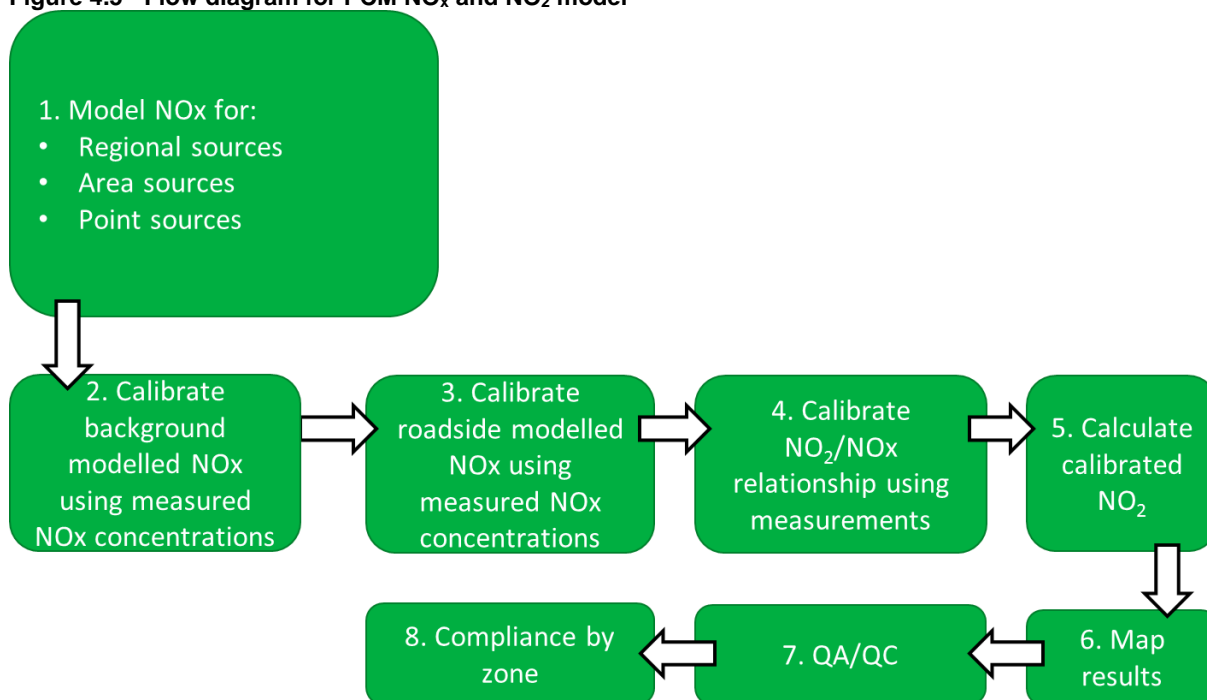 Figure 4.5 Flow diagram for PCM NOₓ and NO₂ model
1. Model NOx for:
• Regional sources
• Area sources
• Point sources
2. Calibrate
background
modelled NOx
using measured
NOx concentrations
3. Calibrate
roadside modelled
NOx using
measured NOx
concentrations
4. Calibrate
NO₂/NOx
relationship using
measurements
5. Calculate
calibrated
NO₂
8. Compliance by
zone
7. QA/QC
6. Map
results